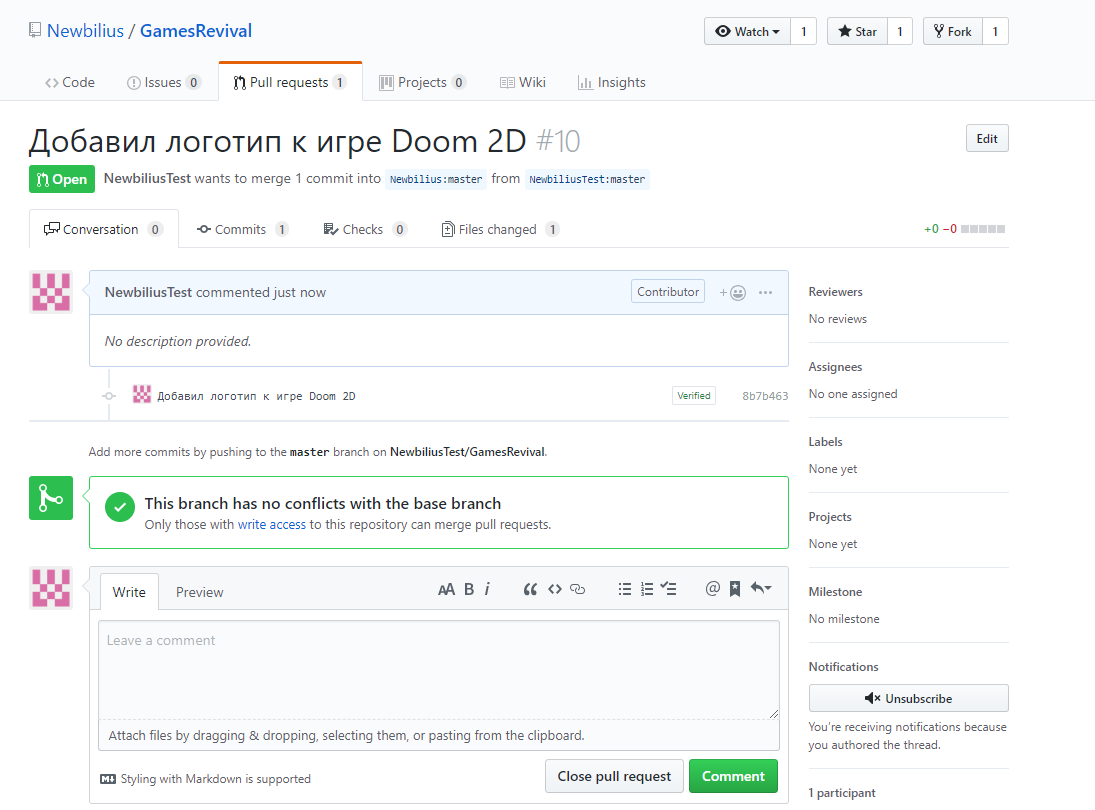 Newbilius / GamesRevival
Watch 1 Star 1 Fork 1
Code Issues 0 Pull requests 1 Projects 0 Wiki Insights
Добавил логотип к игре Doom 2D #10
Edit
Open NewbiliusTest wants to merge 1 commit into Newbilius:master from NewbiliusTest:master
Conversation 0 Commits 1 Checks 0 Files changed 1 +0 −0
NewbiliusTest commented just now Contributor
No description provided.
Добавил логотип к игре Doom 2D Verified 8b7b463
Add more commits by pushing to the master branch on NewbiliusTest/GamesRevival.
This branch has no conflicts with the base branch
Only those with write access to this repository can merge pull requests.
Write Preview
Leave a comment
Attach files by dragging & dropping, selecting them, or pasting from the clipboard.
Styling with Markdown is supported
Close pull request Comment
Reviewers
No reviews
Assignees
No one assigned
Labels
None yet
Projects
None yet
Milestone
No milestone
Notifications
Unsubscribe
You're receiving notifications because
you authored the thread.
1 participant